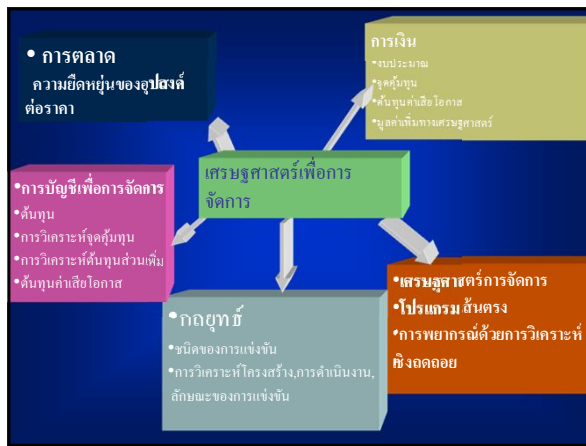 • การตลาด
ความยืดหยุ่นของอุปสงค์
ต่อราคา
การเงิน
•งบประมาณ
•จุดคุ้มทุน
•ต้นทุนค่าเสียโอกาส
•มูลค่าเพิ่มทางเศรษฐศาสตร์
เศรษฐศาสตร์เพื่อการ
จัดการ
•การบัญชีเพื่อการจัดการ
•ต้นทุน
•การวิเคราะห์จุดคุ้มทุน
•การวิเคราะห์ต้นทุนส่วนเพิ่ม
•ต้นทุนค่าเสียโอกาส
•กลยุทธ์
•ชนิดของการแข่งขัน
•การวิเคราะห์โครงสร้าง,การดำเนินงาน,
ลักษณะของการแข่งขัน
•เศรษฐศาสตร์การจัดการ
•โปรแกรมเส้นตรง
•การพยากรณ์ด้วยการวิเคราะห์
เชิงถดถอย